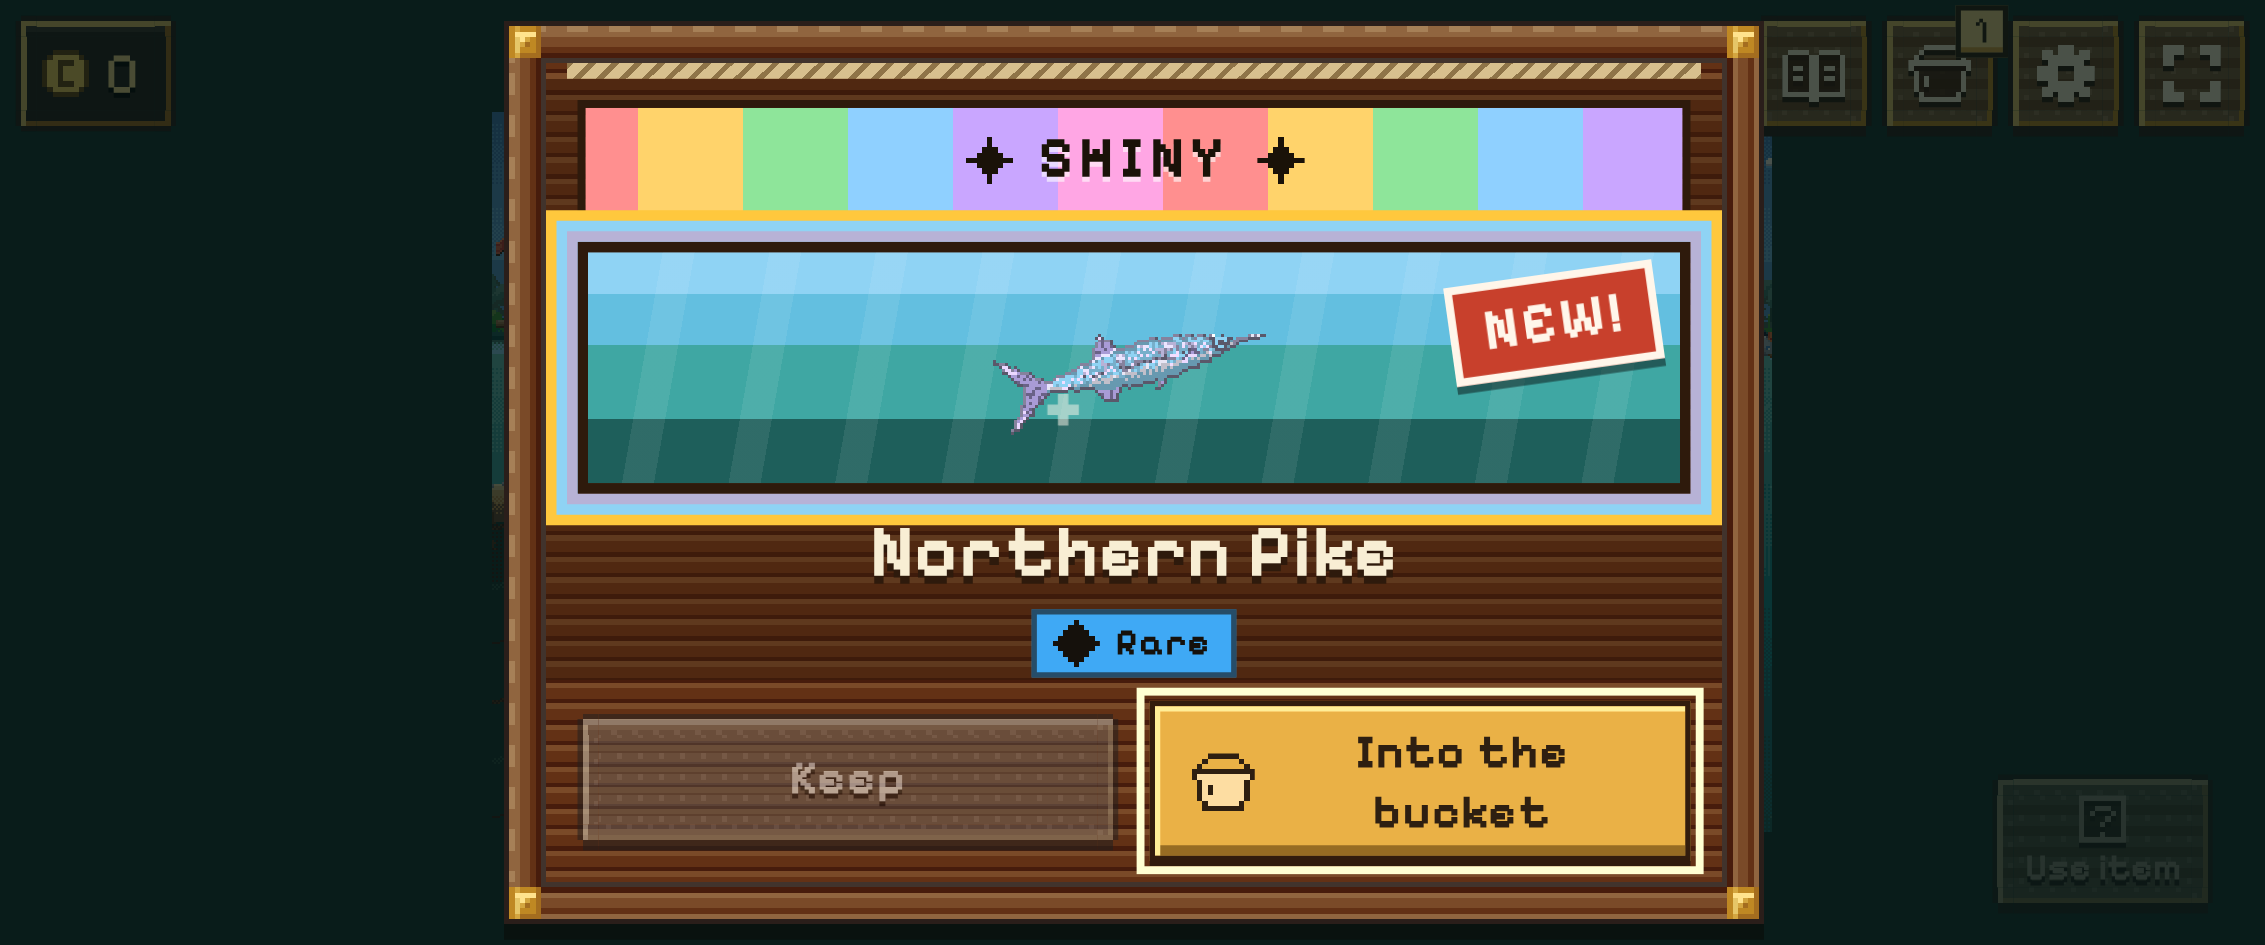 C 0
1
SHINY
NEW!
Northern Pike
Rare
Keep
Into the
bucket
?
Use item